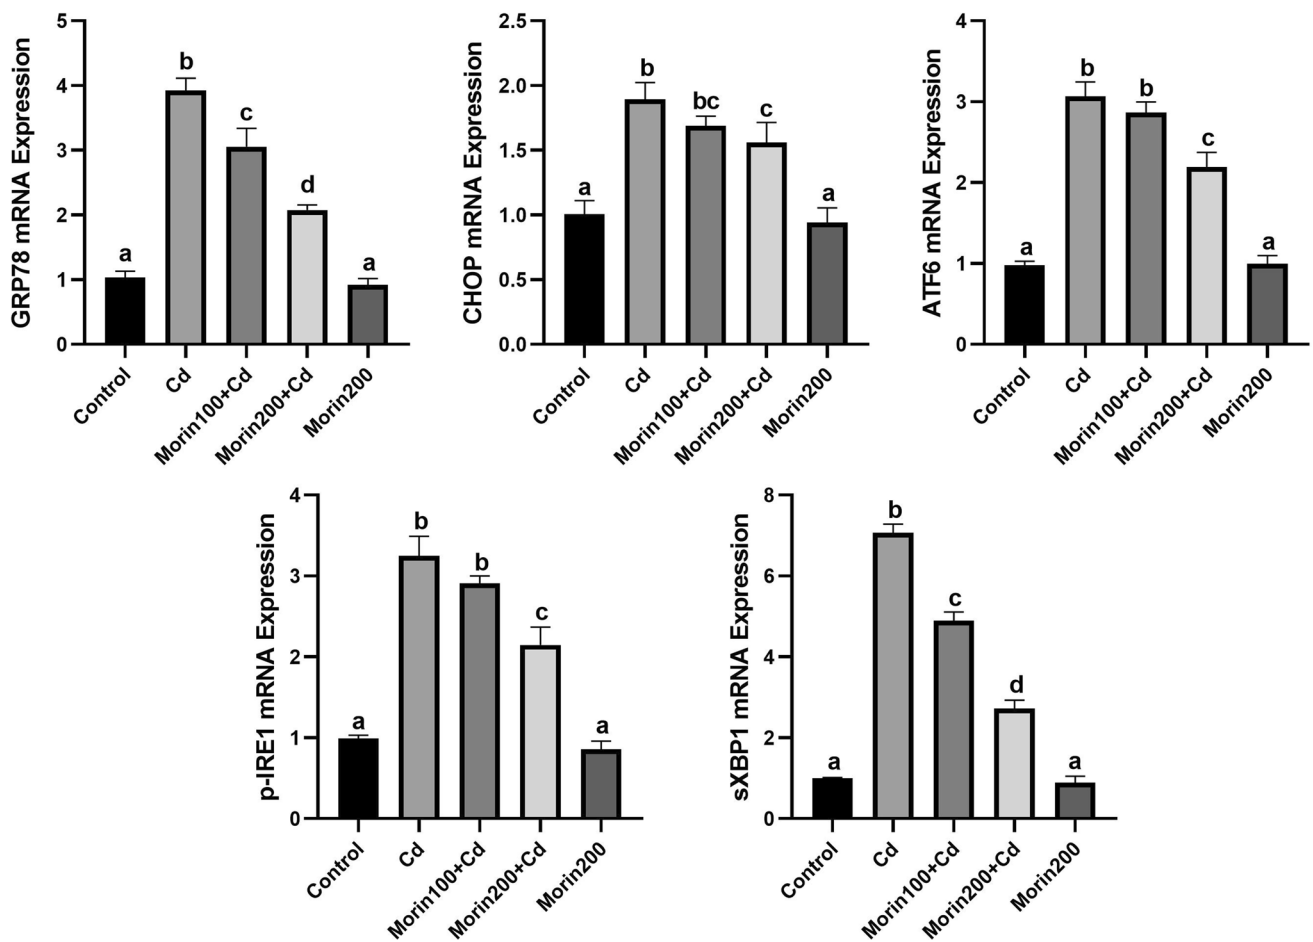 GRP78 mRNA Expression
5
4
3
2
1
0
a
b
c
d
a
Control
Cd
Morin100+Cd
Morin200+Cd
Morin200
CHOP mRNA Expression
2.5
2.0
1.5
1.0
0.5
0.0
a
b
bc
c
a
Control
Cd
Morin100+Cd
Morin200+Cd
Morin200
ATF6 mRNA Expression
4
3
2
1
0
a
b
b
c
a
Control
Cd
Morin100+Cd
Morin200+Cd
Morin200
p-IRE1 mRNA Expression
4
3
2
1
0
a
b
b
c
a
Control
Cd
Morin100+Cd
Morin200+Cd
Morin200
sXBP1 mRNA Expression
8
6
4
2
0
a
b
c
d
a
Control
Cd
Morin100+Cd
Morin200+Cd
Morin200